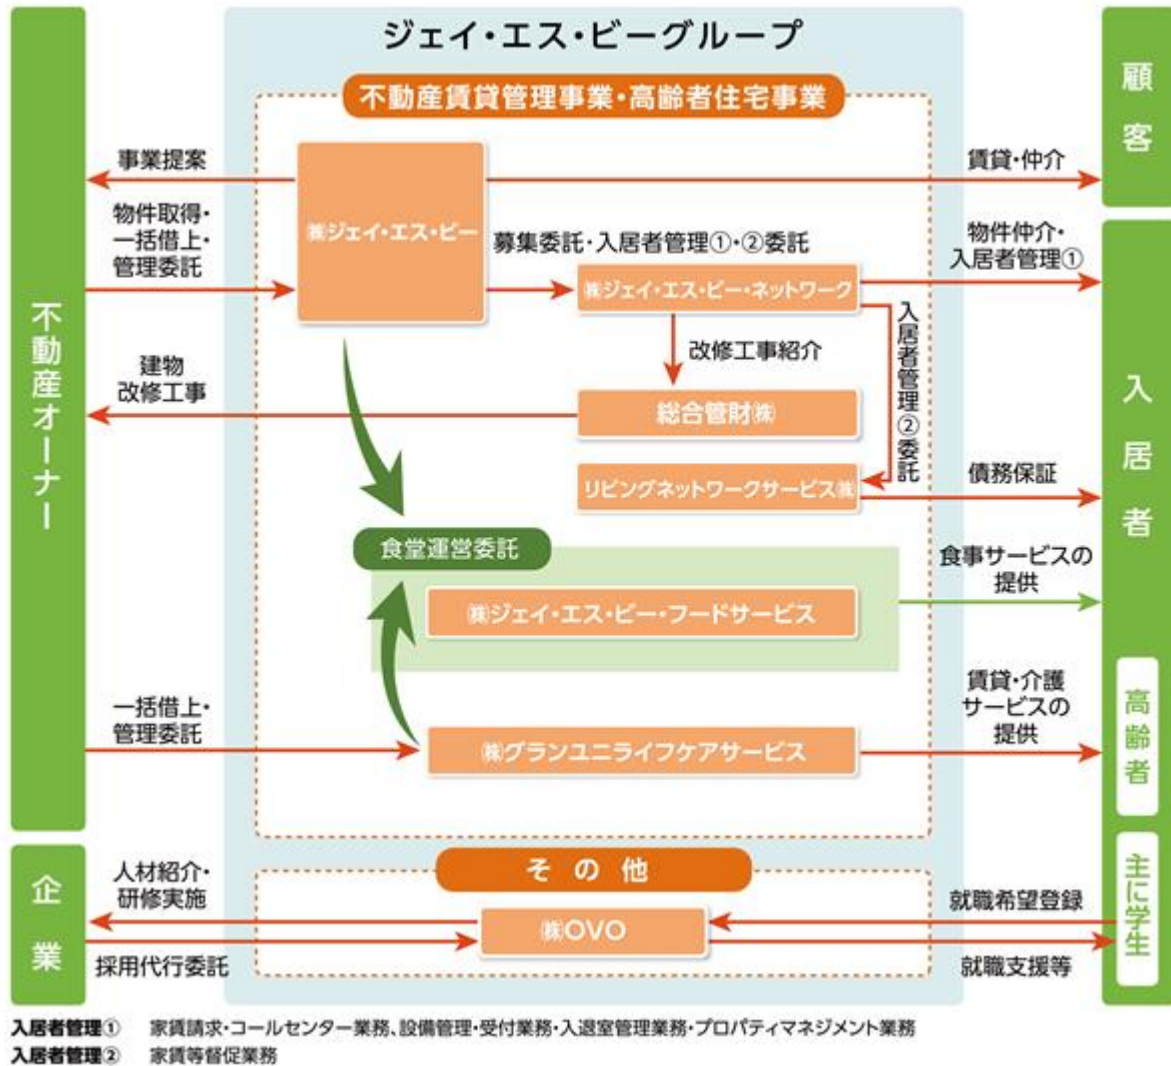 ジェイ・エス・ビーグループ
不動産賃貸管理事業・高齢者住宅事業
不動産オーナー
企業
顧客
入居者
高齢者
主に学生
事業提案
物件取得・
一括借上・
管理委託
㈱ジェイ・エス・ビー
賃貸・仲介
募集委託・入居者管理①・②委託
㈱ジェイ・エス・ビー・ネットワーク
物件仲介・
入居者管理①
改修工事紹介
入居者管理②委託
建物
改修工事
総合管財㈱
リビングネットワークサービス㈱
債務保証
食堂運営委託
㈱ジェイ・エス・ビー・フードサービス
食事サービスの
提供
一括借上・
管理委託
㈱グランユニライフケアサービス
賃貸・介護
サービスの
提供
その他
人材紹介・
研修実施
採用代行委託
㈱OVO
就職希望登録
就職支援等
入居者管理① 家賃請求・コールセンター業務、設備管理・受付業務・入退室管理業務・プロパティマネジメント業務
入居者管理② 家賃等督促業務